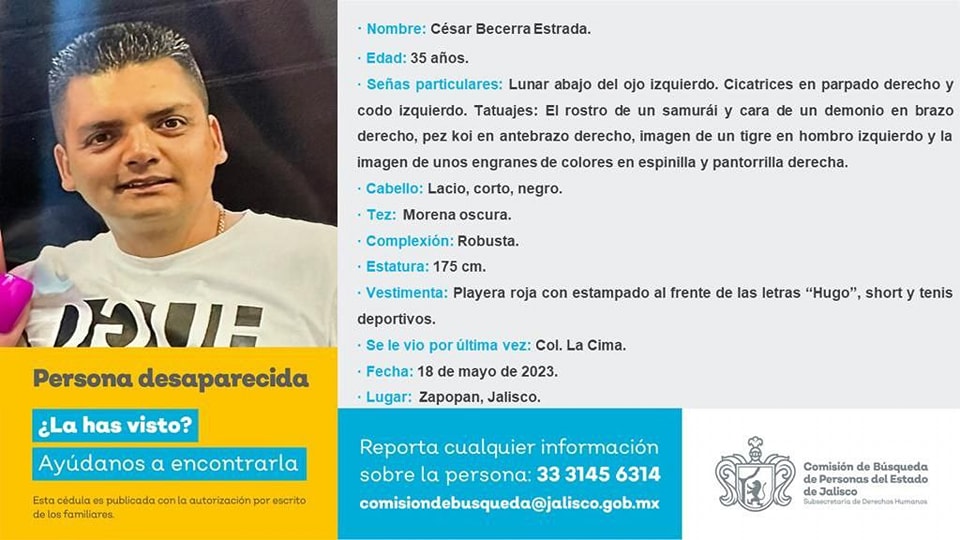 HUGO
Persona desaparecida
¿La has visto?
Ayúdanos a encontrarla
Esta cédula es publicada con la autorización por escrito
de los familiares.
· Nombre: César Becerra Estrada.
· Edad: 35 años.
· Señas particulares: Lunar abajo del ojo izquierdo. Cicatrices en parpado derecho y
codo izquierdo. Tatuajes: El rostro de un samurái y cara de un demonio en brazo
derecho, pez koi en antebrazo derecho, imagen de un tigre en hombro izquierdo y la
imagen de unos engranes de colores en espinilla y pantorrilla derecha.
· Cabello: Lacio, corto, negro.
· Tez: Morena oscura.
· Complexión: Robusta.
· Estatura: 175 cm.
· Vestimenta: Playera roja con estampado al frente de las letras “Hugo”, short y tenis
deportivos.
· Se le vio por última vez: Col. La Cima.
· Fecha: 18 de mayo de 2023.
· Lugar: Zapopan, Jalisco.
Reporta cualquier información
sobre la persona: 33 3145 6314
comisiondebusqueda@jalisco.gob.mx
Comisión de Búsqueda
de Personas del Estado
de Jalisco
Subsecretaría de Derechos Humanos